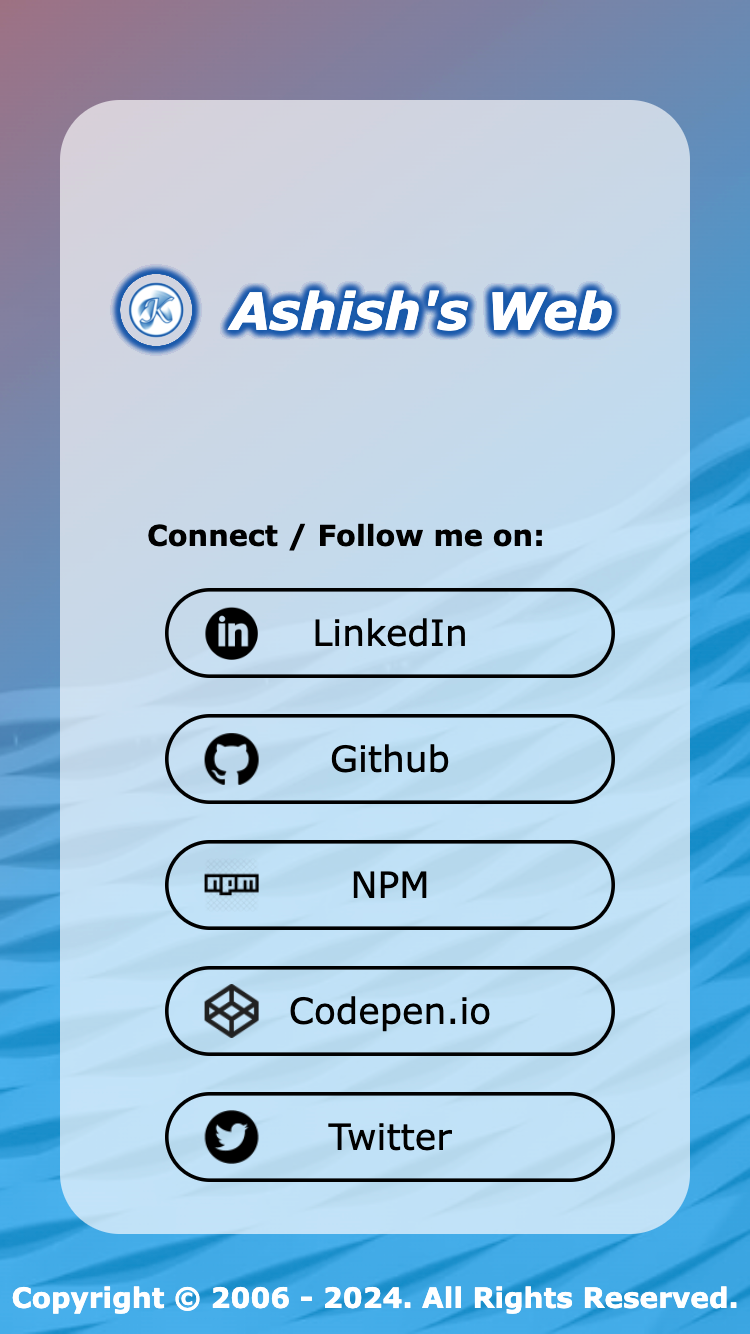 Ashish's Web
Connect / Follow me on:
LinkedIn
Github
NPM
Codepen.io
Twitter
Copyright © 2006 - 2024. All Rights Reserved.